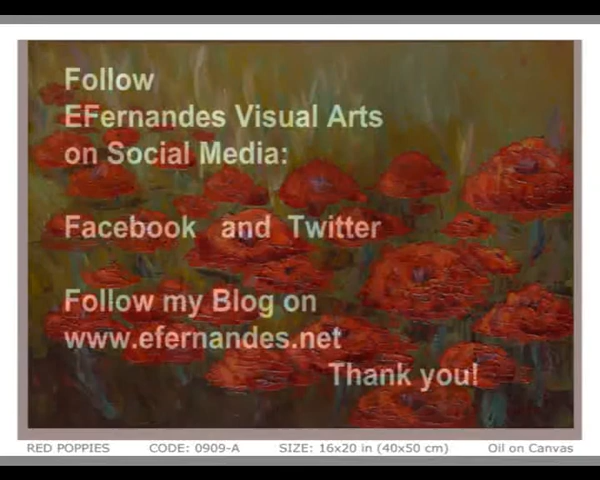 Follow
EFernandes Visual Arts
on Social Media:
Facebook and Twitter
Follow my Blog on
www.efernandes.net
Thank you!
RED POPPIES CODE: 0909-A SIZE: 16x20 in (40x50 cm) Oil on Canvas